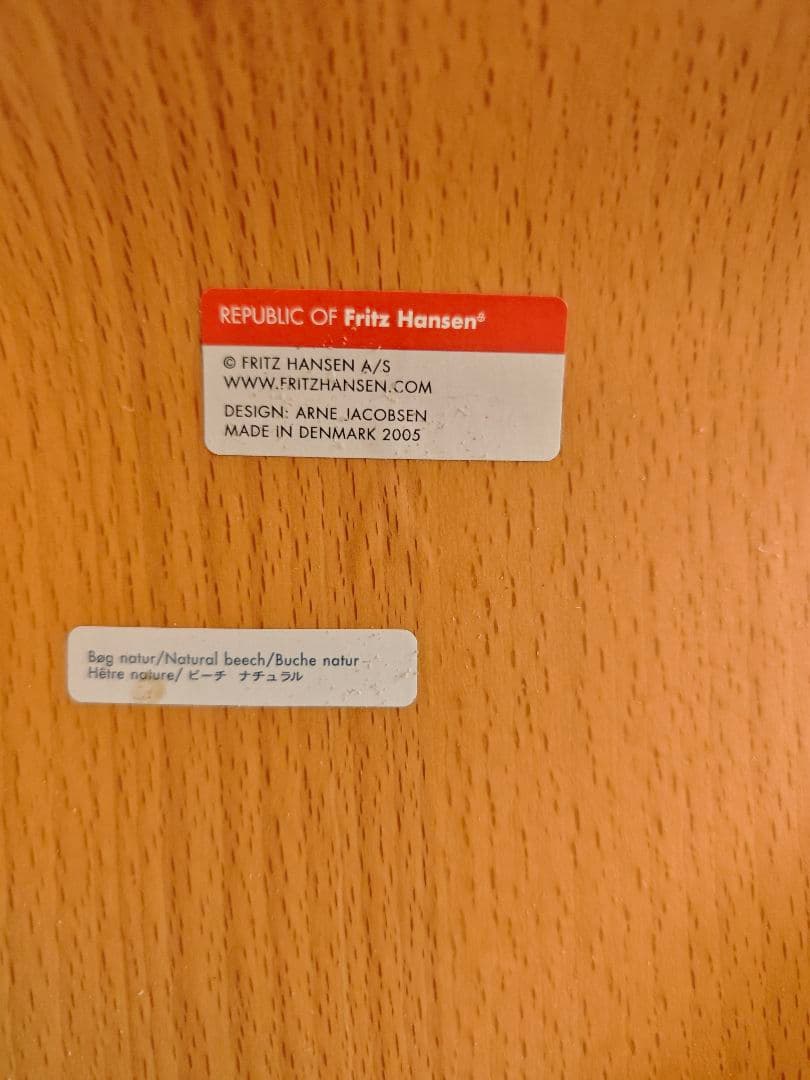 REPUBLIC OF Fritz Hansen®
© FRITZ HANSEN A/S
WWW.FRITZHANSEN.COM
DESIGN: ARNE JACOBSEN
MADE IN DENMARK 2005
Bøg natur/Natural beech/Buche natur
Hêtre nature/ ビーチ ナチュラル